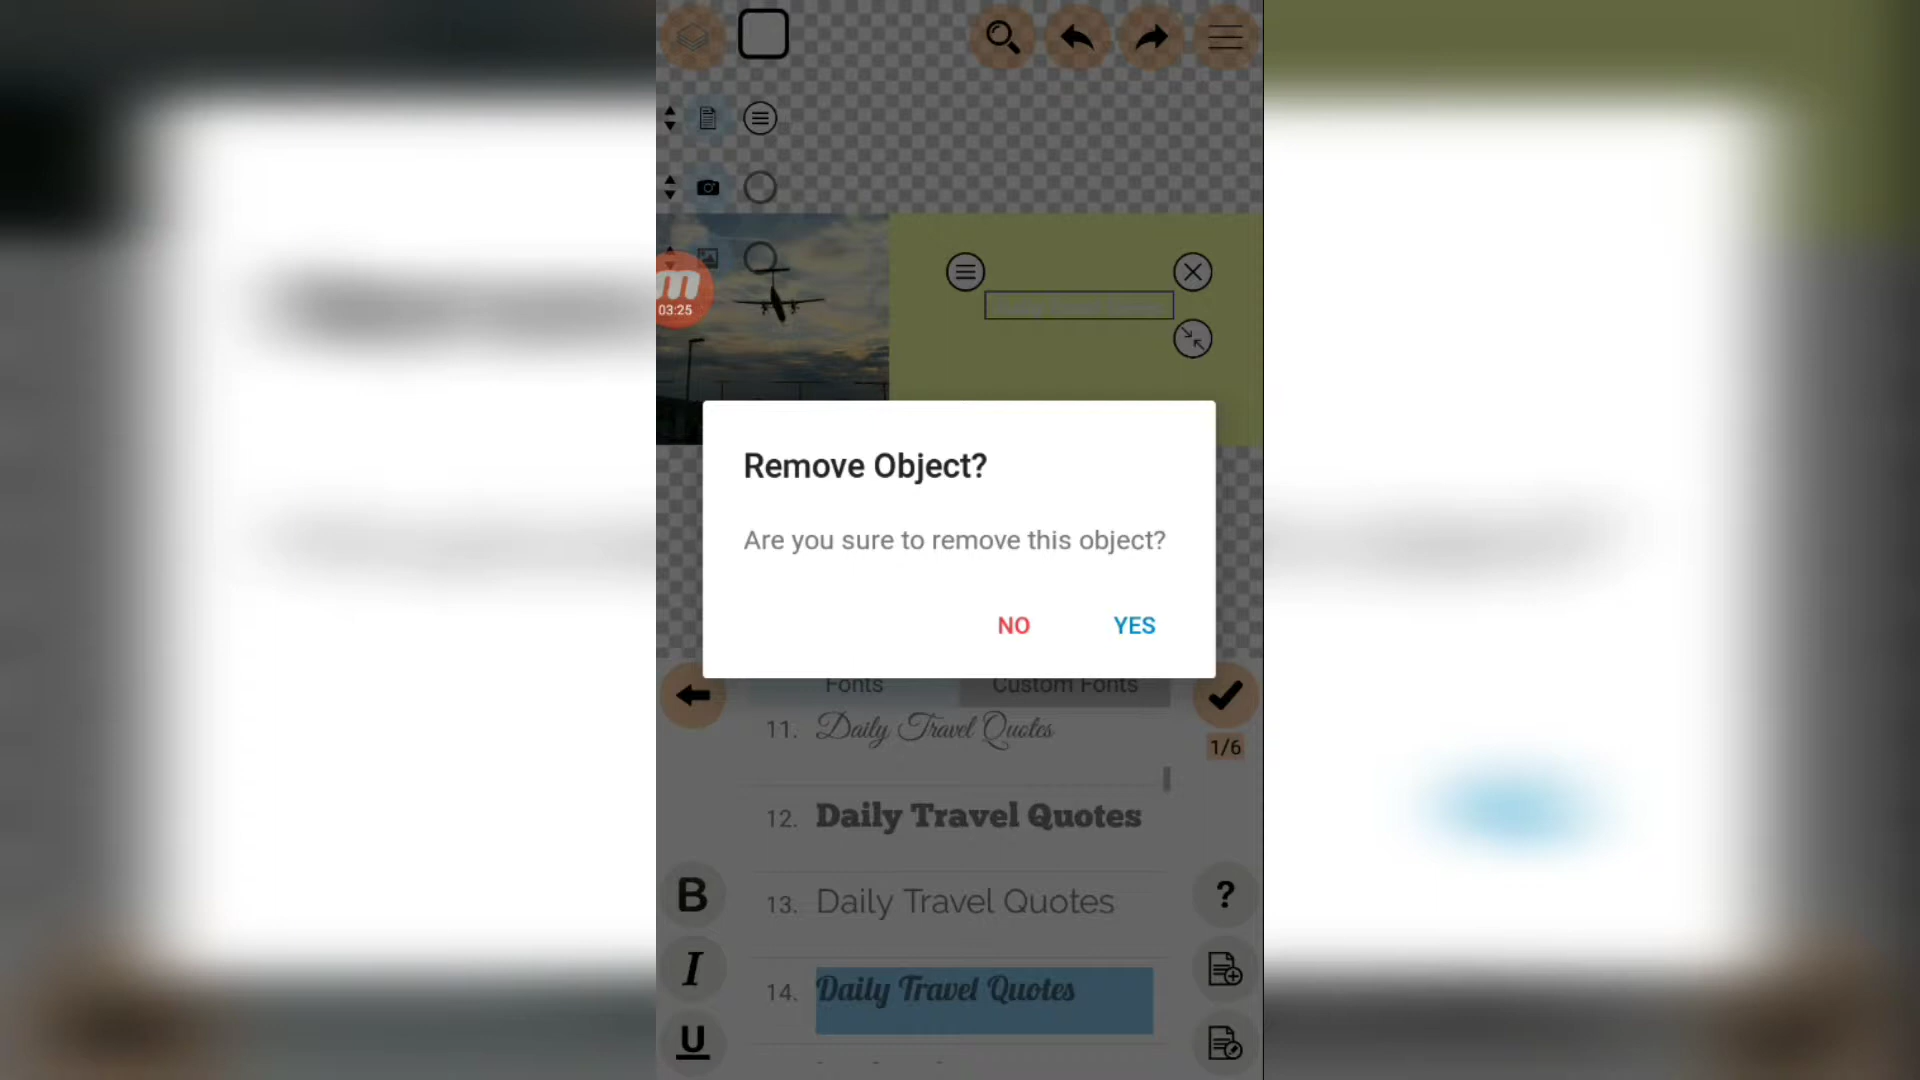 m
03:25
Remove Object?
Are you sure to remove this object?
NO YES
Fonts Custom Fonts
11. Daily Travel Quotes
1/6
12. Daily Travel Quotes
B 13. Daily Travel Quotes ?
I 14. Daily Travel Quotes
U